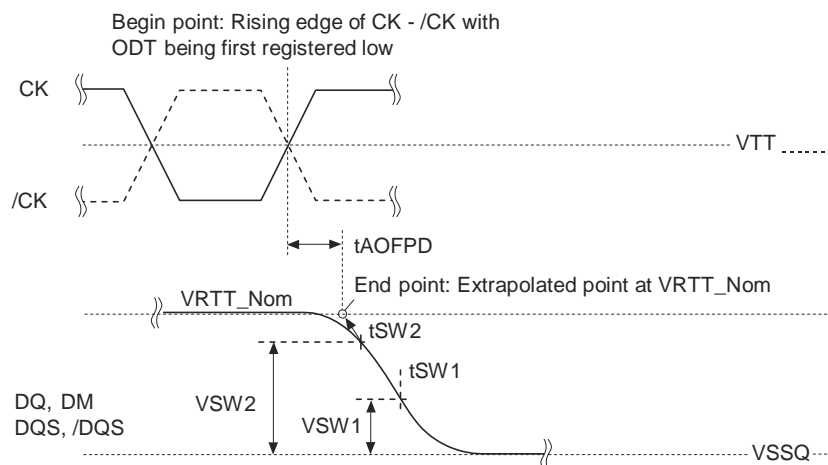 Begin point: Rising edge of CK - /CK with
ODT being first registered low
CK
VTT
/CK
tAOFPD
End point: Extrapolated point at VRTT_Nom
VRTT_Nom
tSW2
tSW1
VSW2
VSW1
DQ, DM
DQS, /DQS
VSSQ